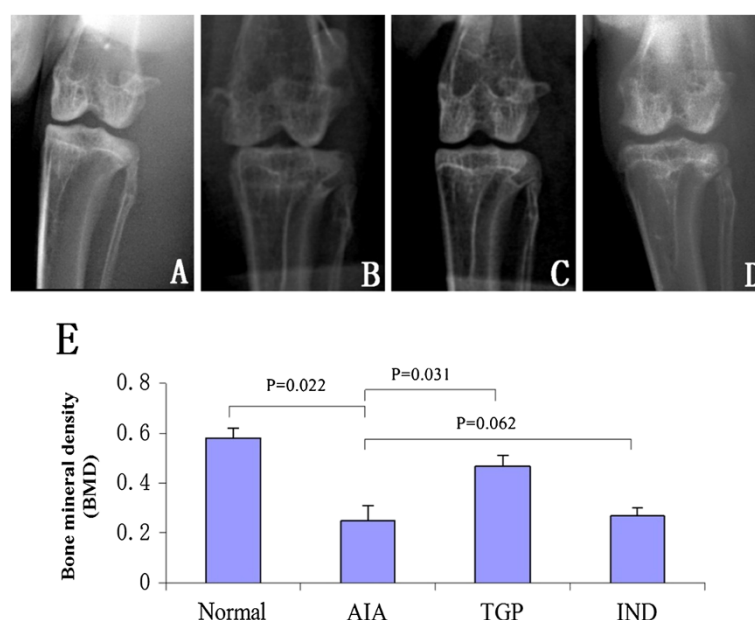 A
B
C
D
E
P=0.022
P=0.031
P=0.062
Bone mineral density
(BMD)
0.8
0.6
0.4
0.2
0
Normal AIA TGP IND